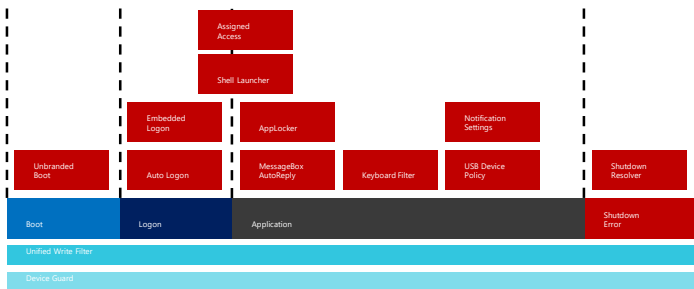 Assigned
Access
Shell Launcher
Embedded
Logon
AppLocker
Notification
Settings
Unbranded
Boot
Auto Logon
MessageBox
AutoReply
Keyboard Filter
USB Device
Policy
Shutdown
Resolver
Boot
Logon
Application
Shutdown
Error
Unified Write Filter
Device Guard